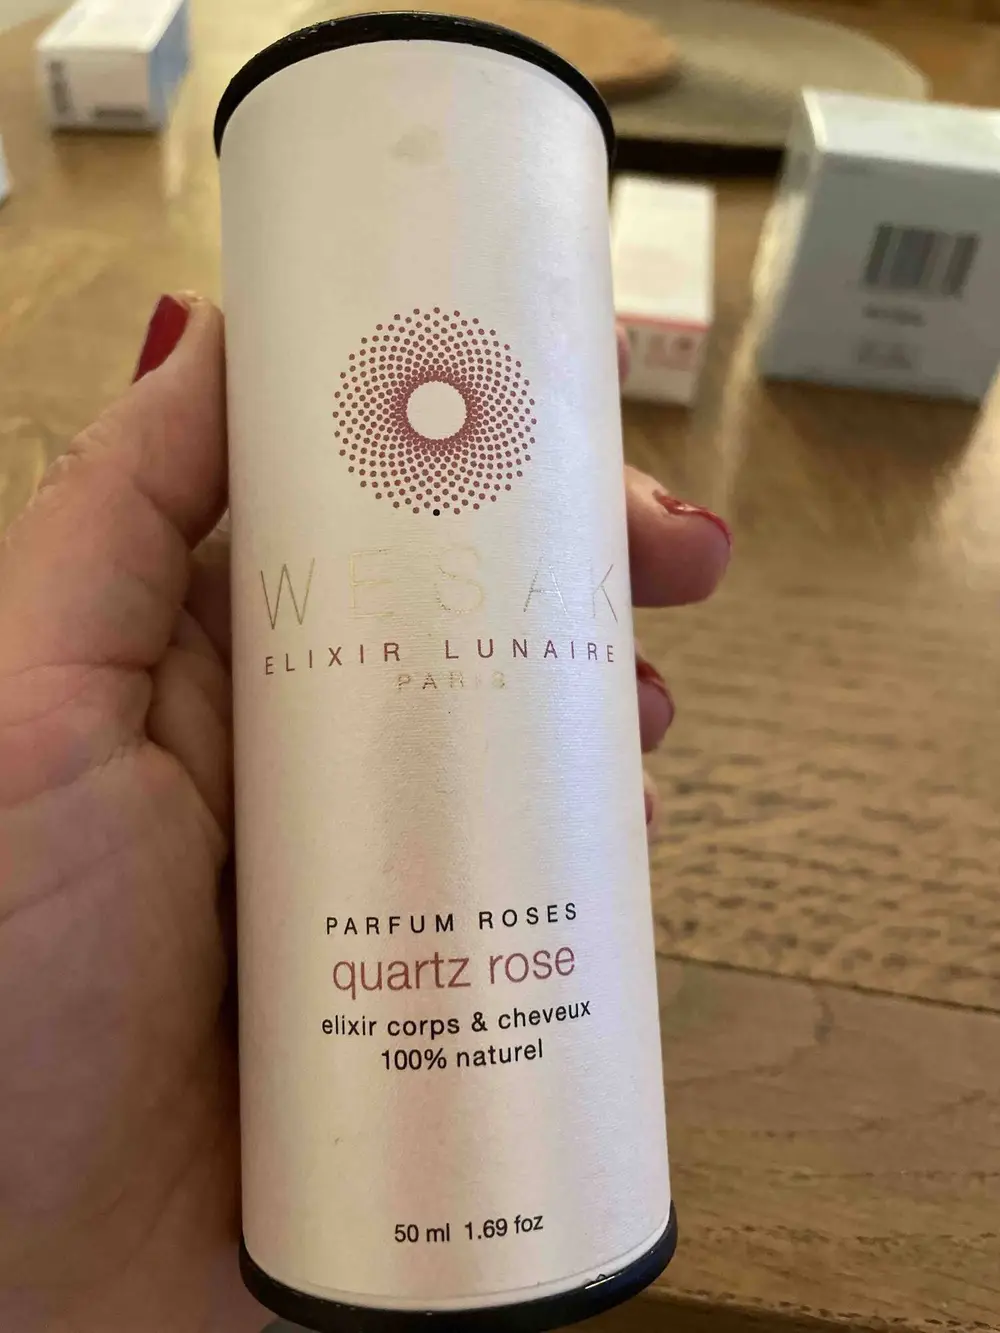 WESAK
ELIXIR LUNAIRE
PARIS
PARFUM ROSES
quartz rose
elixir corps & cheveux
100% naturel
50 ml 1.69 foz